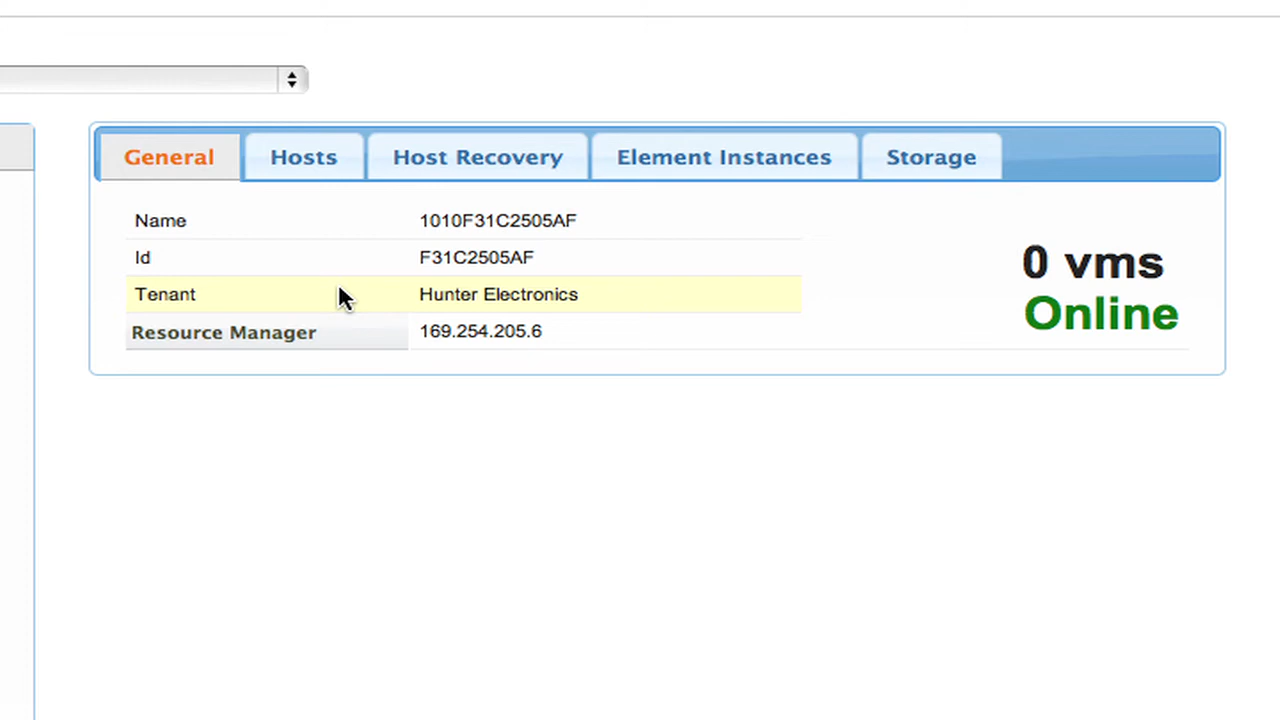 General Hosts Host Recovery Element Instances Storage
Name 1010F31C2505AF
Id F31C2505AF
Tenant Hunter Electronics
Resource Manager 169.254.205.6
0 vms
Online